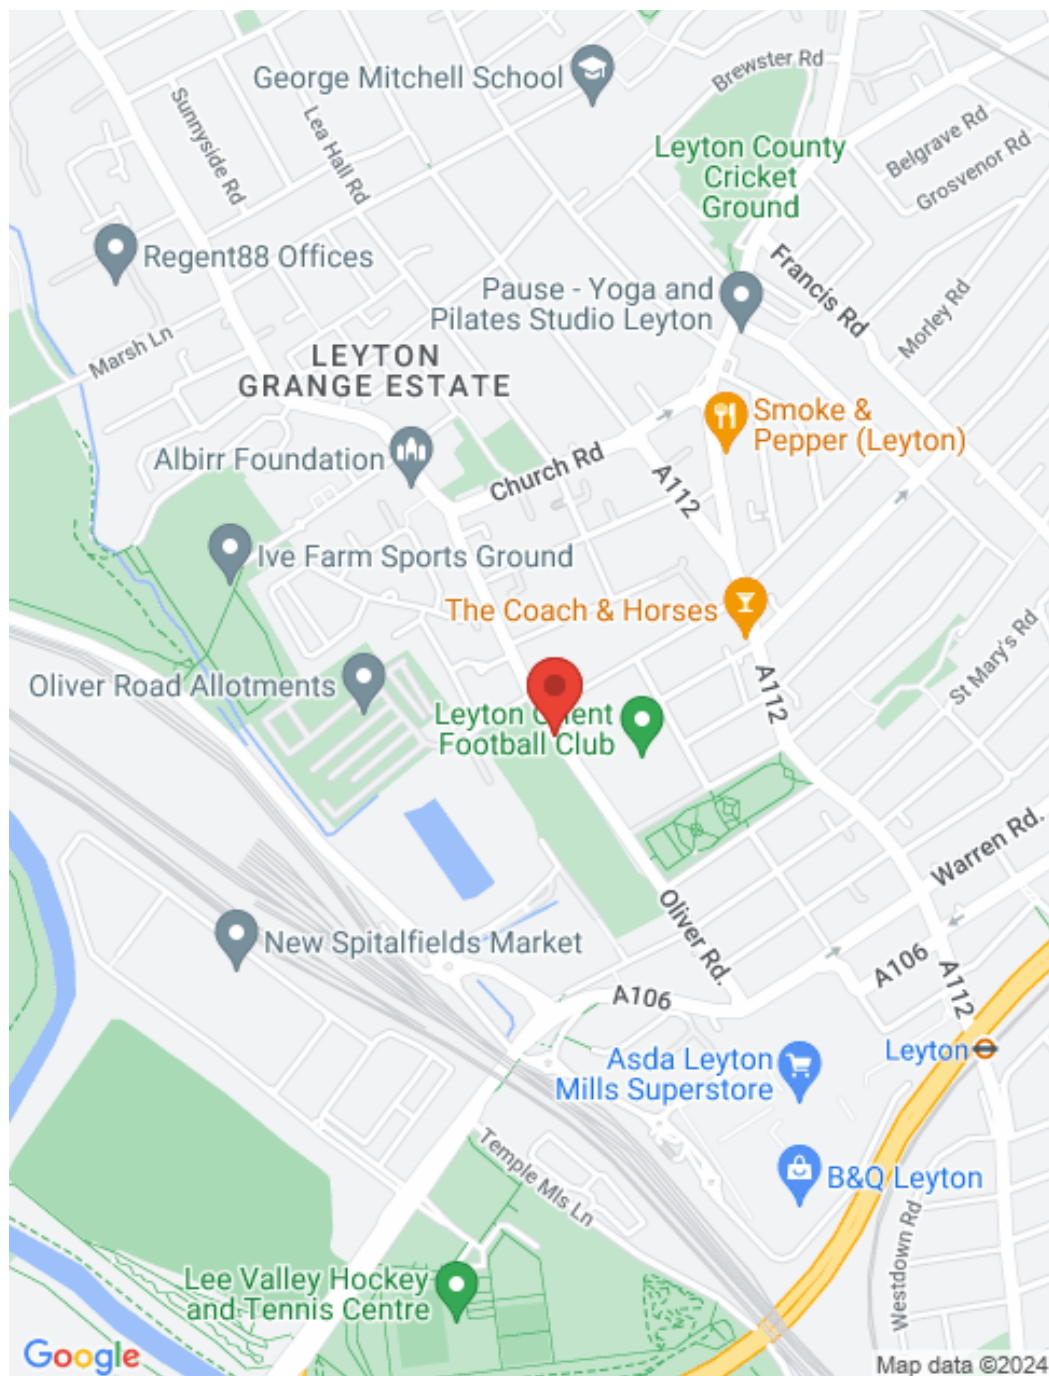 George Mitchell School
Brewster Rd
Sunnyside Rd
Lea Hall Rd
Leyton County
Cricket
Ground
Belgrave Rd
Grosvenor Rd
Regent88 Offices
Francis Rd
Pause - Yoga and
Pilates Studio Leyton
Morley Rd
Marsh Ln
LEYTON
GRANGE ESTATE
Smoke &
Pepper (Leyton)
Albirr Foundation
Church Rd
A112
Ive Farm Sports Ground
The Coach & Horses
St Mary's Rd
Oliver Road Allotments
A112
Leyton Orient
Football Club
Warren Rd.
Oliver Rd.
New Spitalfields Market
A106
A106
A112
Leyton
Asda Leyton
Mills Superstore
Temple Mls Ln
B&Q Leyton
Westdown Rd
Lee Valley Hockey
and Tennis Centre
Google
Map data ©2024